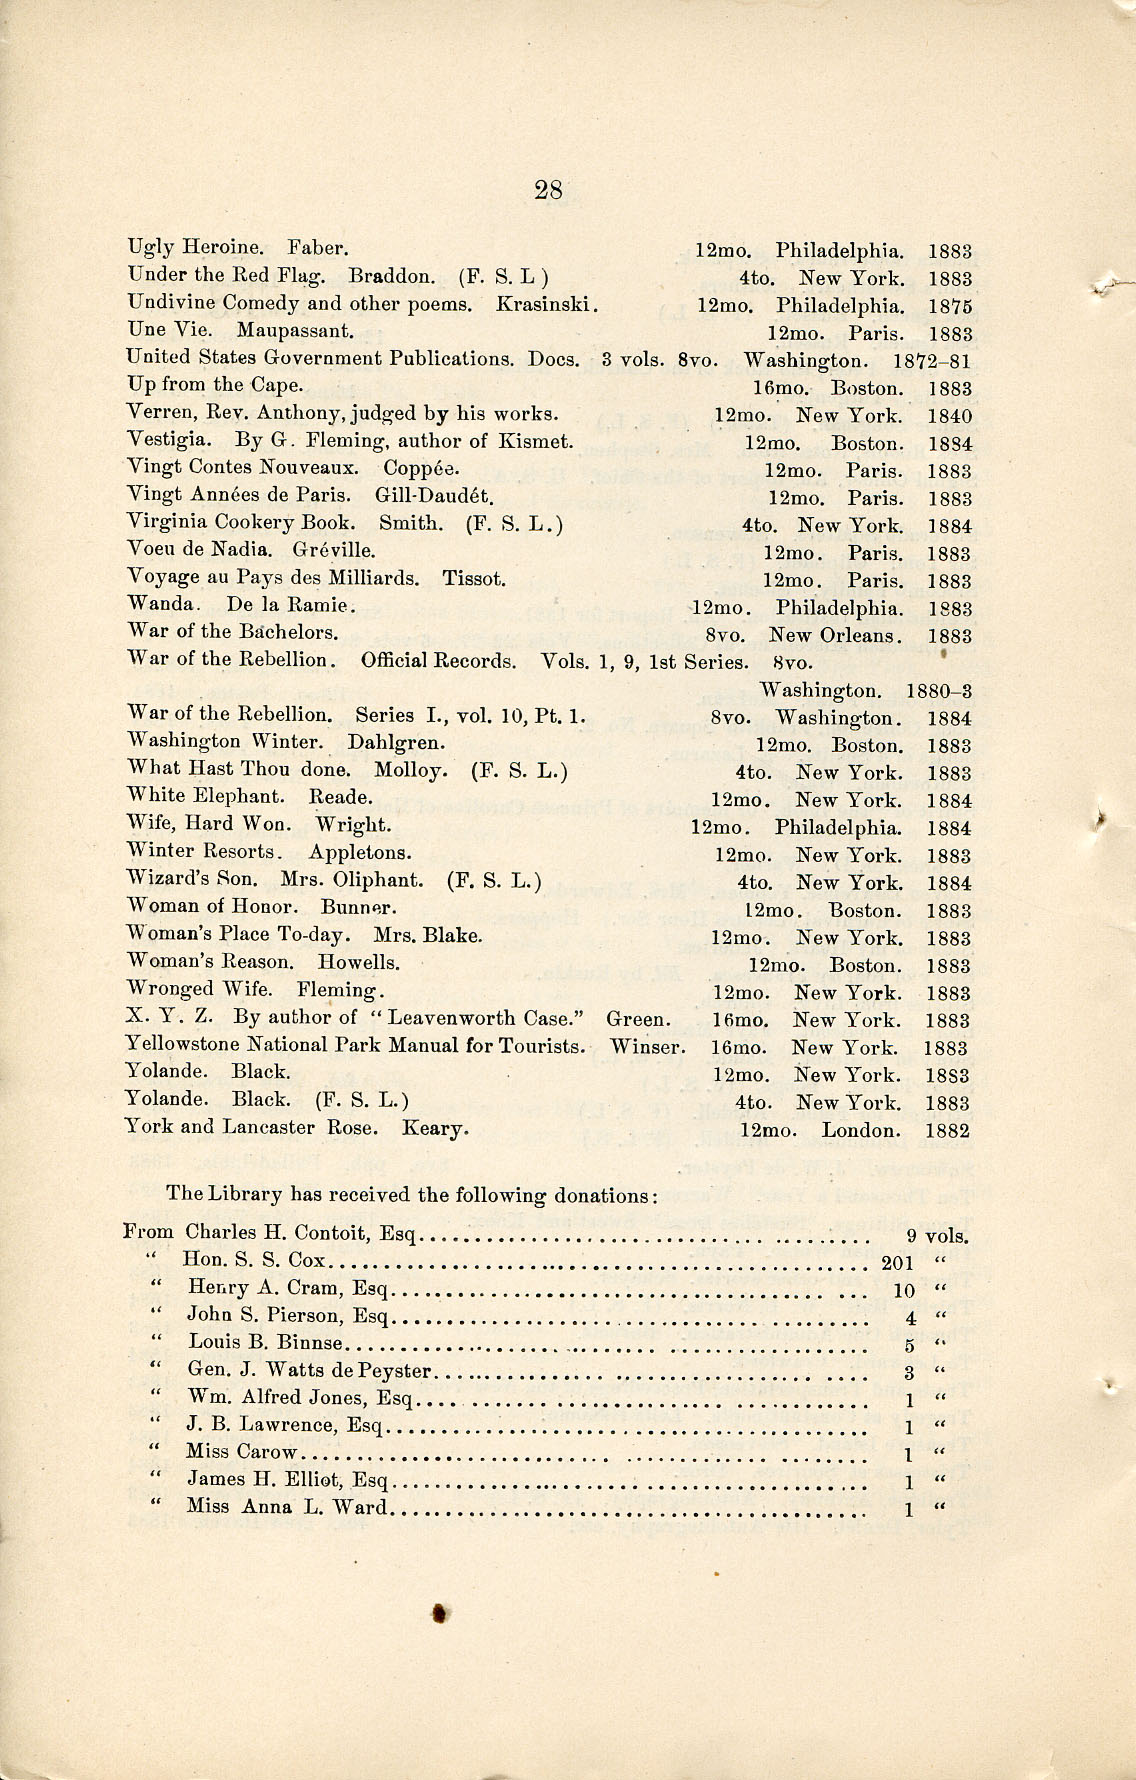 28
Ugly Heroine. Faber. 12mo. Philadelphia. 1883
Under the Red Flag. Braddon. (F. S. L ) 4to. New York. 1883
Undivine Comedy and other poems. Krasinski. 12mo. Philadelphia. 1875
Une Vie. Maupassant. 12mo. Paris. 1883
United States Government Publications. Docs. 3 vols. 8vo. Washington. 1872–81
Up from the Cape. 16mo. Boston. 1883
Verren, Rev. Anthony, judged by his works. 12mo. New York. 1840
Vestigia. By G. Fleming, author of Kismet. 12mo. Boston. 1884
Vingt Contes Nouveaux. Coppée. 12mo. Paris. 1883
Vingt Années de Paris. Gill-Daudét. 12mo. Paris. 1883
Virginia Cookery Book. Smith. (F. S. L.) 4to. New York. 1884
Voeu de Nadia. Gréville. 12mo. Paris. 1883
Voyage au Pays des Milliards. Tissot. 12mo. Paris. 1883
Wanda. De la Ramie. 12mo. Philadelphia. 1883
War of the Bachelors. 8vo. New Orleans. 1883
War of the Rebellion. Official Records. Vols. 1, 9, 1st Series. 8vo.
Washington. 1880–3
War of the Rebellion. Series I., vol. 10, Pt. 1. 8vo. Washington. 1884
Washington Winter. Dahlgren. 12mo. Boston. 1883
What Hast Thou done. Molloy. (F. S. L.) 4to. New York. 1883
White Elephant. Reade. 12mo. New York. 1884
Wife, Hard Won. Wright. 12mo. Philadelphia. 1884
Winter Resorts. Appletons. 12mo. New York. 1883
Wizard's Son. Mrs. Oliphant. (F. S. L.) 4to. New York. 1884
Woman of Honor. Bunner. 12mo. Boston. 1883
Woman's Place To-day. Mrs. Blake. 12mo. New York. 1883
Woman's Reason. Howells. 12mo. Boston. 1883
Wronged Wife. Fleming. 12mo. New York. 1883
X. Y. Z. By author of “Leavenworth Case.” Green. 16mo. New York. 1883
Yellowstone National Park Manual for Tourists. Winser. 16mo. New York. 1883
Yolande. Black. 12mo. New York. 1883
Yolande. Black. (F. S. L.) 4to. New York. 1883
York and Lancaster Rose. Keary. 12mo. London. 1882
The Library has received the following donations:
From Charles H. Contoit, Esq. 9 vols.
“ Hon. S. S. Cox 201 “
“ Henry A. Cram, Esq. 10 “
“ John S. Pierson, Esq. 4 “
“ Louis B. Binnse 5 “
“ Gen. J. Watts de Peyster 3 “
“ Wm. Alfred Jones, Esq. 1 “
“ J. B. Lawrence, Esq. 1 “
“ Miss Carow 1 “
“ James H. Elliot, Esq. 1 “
“ Miss Anna L. Ward 1 “